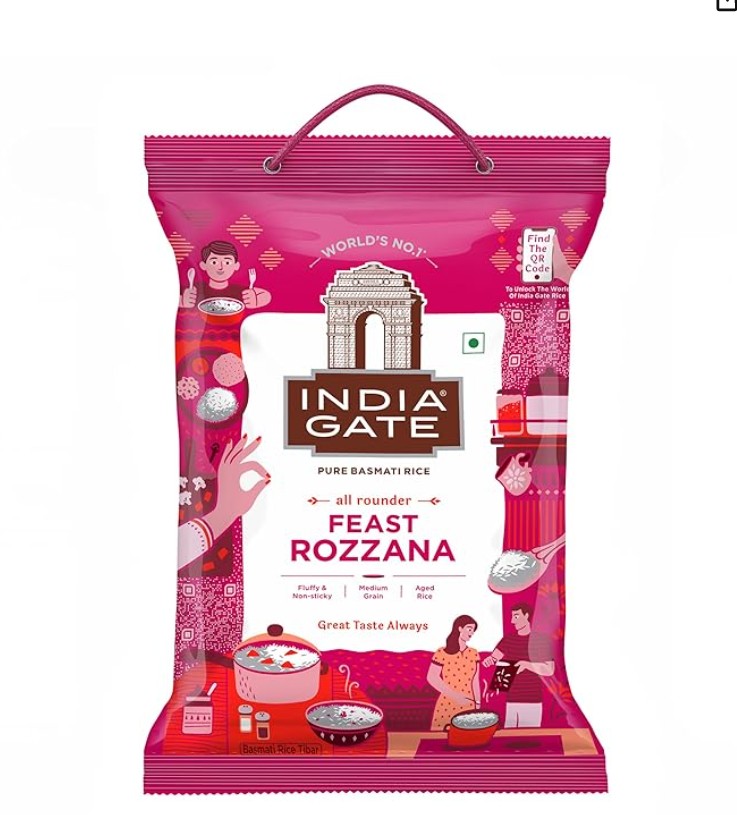 WORLD'S NO.1*
Find
The
QR
Code
To Unlock The World
Of India Gate Rice
INDIA®
GATE
PURE BASMATI RICE
all rounder
FEAST
ROZZANA
Fluffy &
Non-sticky
Medium
Grain
Aged
Rice
Great Taste Always
Basmati Rice Tibar